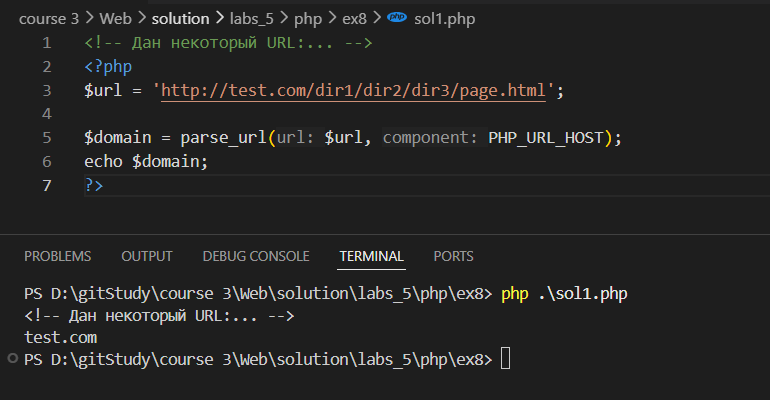 course 3 > Web > solution > labs_5 > php > ex8 > php sol1.php
1 <!-- Дан некоторый URL:... -->
2 <?php
3 $url = 'http://test.com/dir1/dir2/dir3/page.html';
4
5 $domain = parse_url(url: $url, component: PHP_URL_HOST);
6 echo $domain;
7 ?>
PROBLEMS OUTPUT DEBUG CONSOLE TERMINAL PORTS
PS D:\gitStudy\course 3\Web\solution\labs_5\php\ex8> php .\sol1.php
<!-- Дан некоторый URL:... -->
test.com
PS D:\gitStudy\course 3\Web\solution\labs_5\php\ex8>